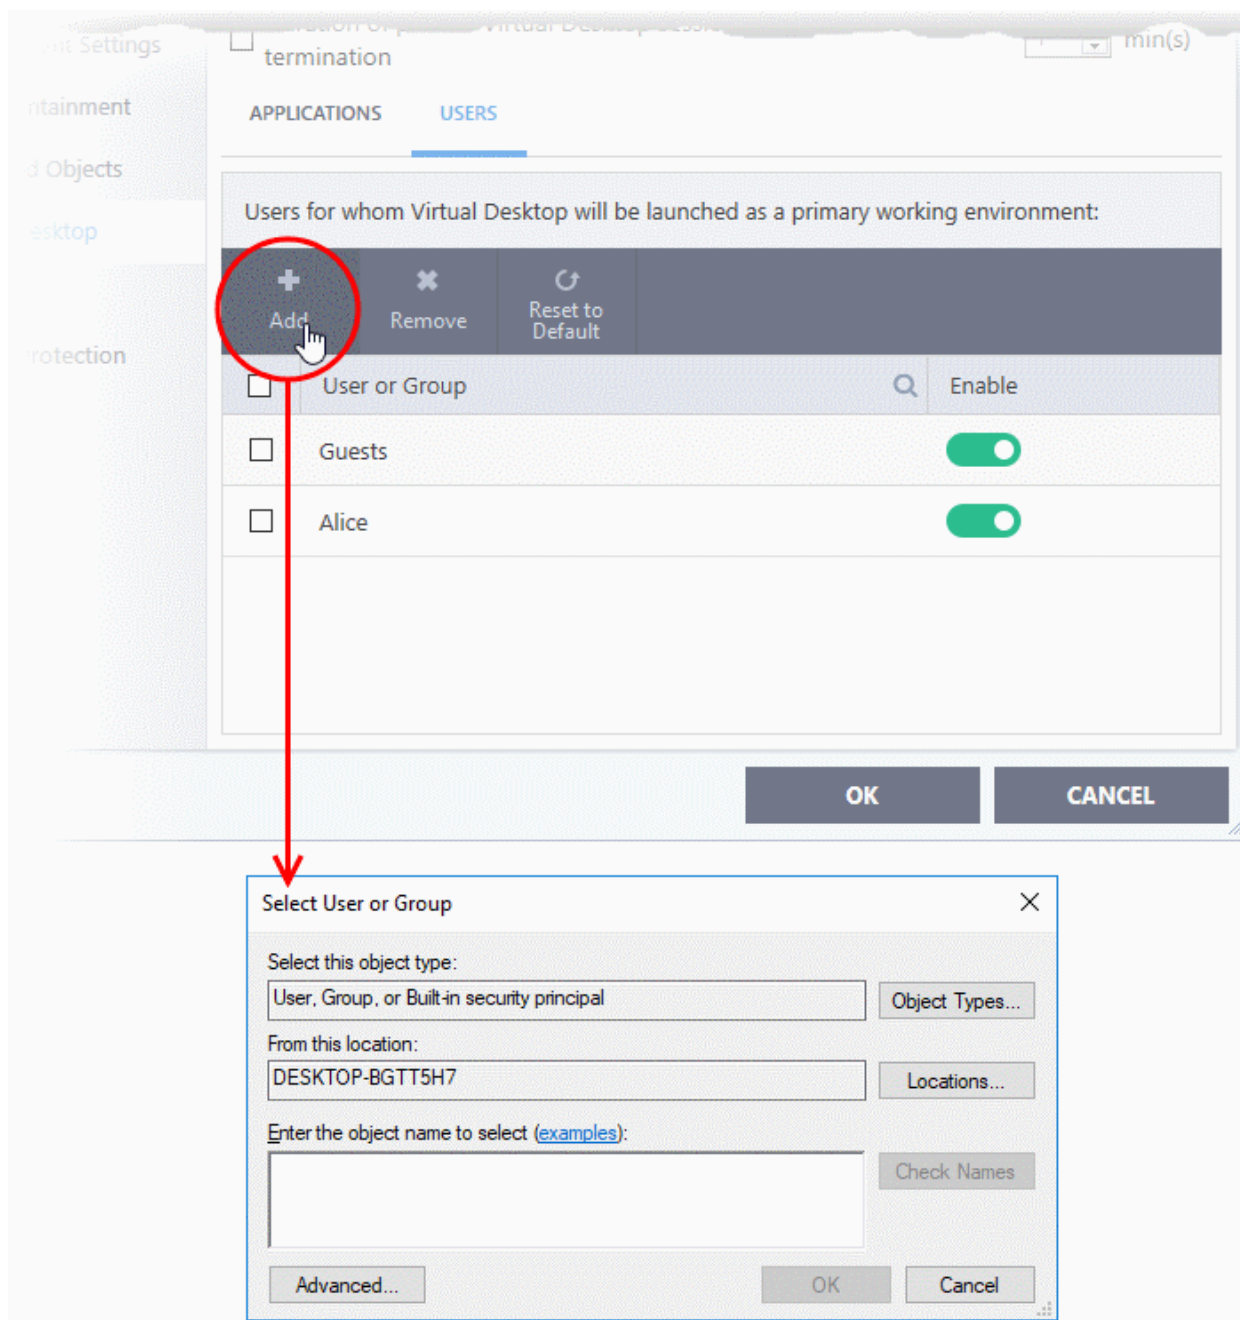 Settings
termination
min(s)
ntainment
APPLICATIONS USERS
d Objects
Users for whom Virtual Desktop will be launched as a primary working environment:
esktop
Add Remove Reset to
Default
rotection
User or Group Enable
Guests
Alice
OK CANCEL
Select User or Group
Select this object type:
User, Group, or Built-in security principal
Object Types...
From this location:
DESKTOP-BGTT5H7
Locations...
Enter the object name to select (examples):
Check Names
Advanced... OK Cancel